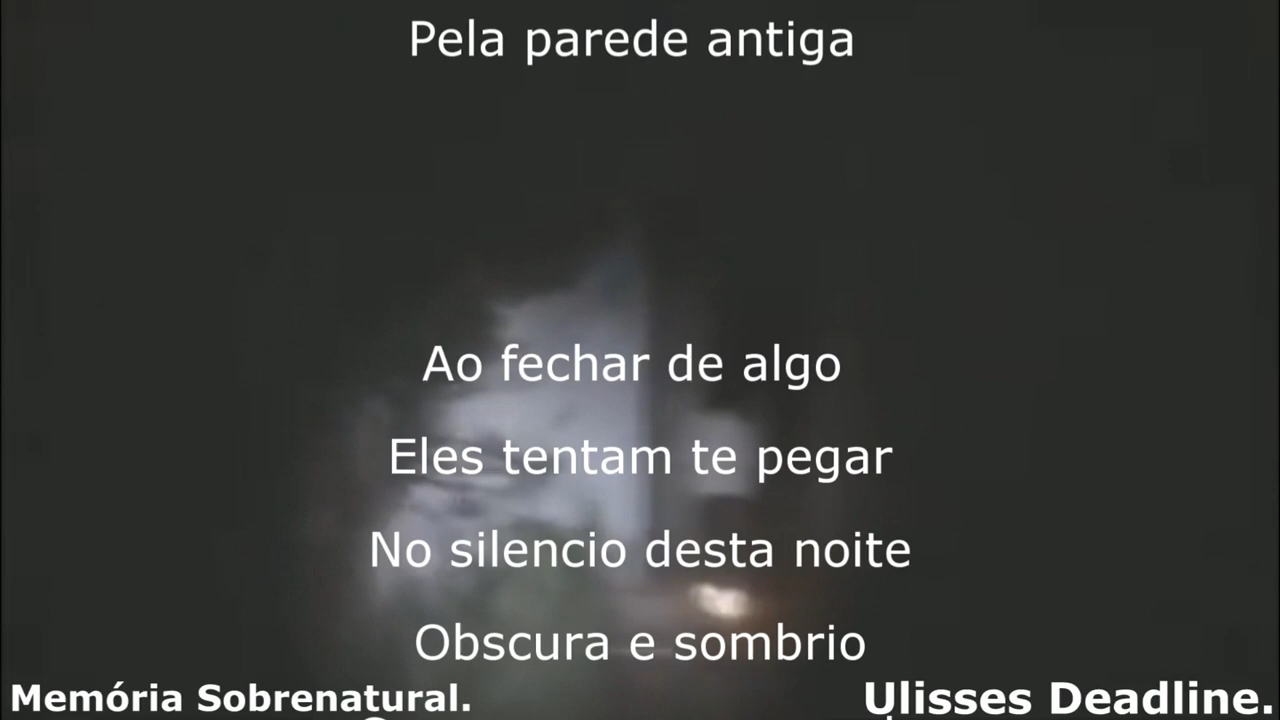 Pela parede antiga
Ao fechar de algo
Eles tentam te pegar
No silencio desta noite
Obscura e sombrio
Memória Sobrenatural.
Ulisses Deadline.